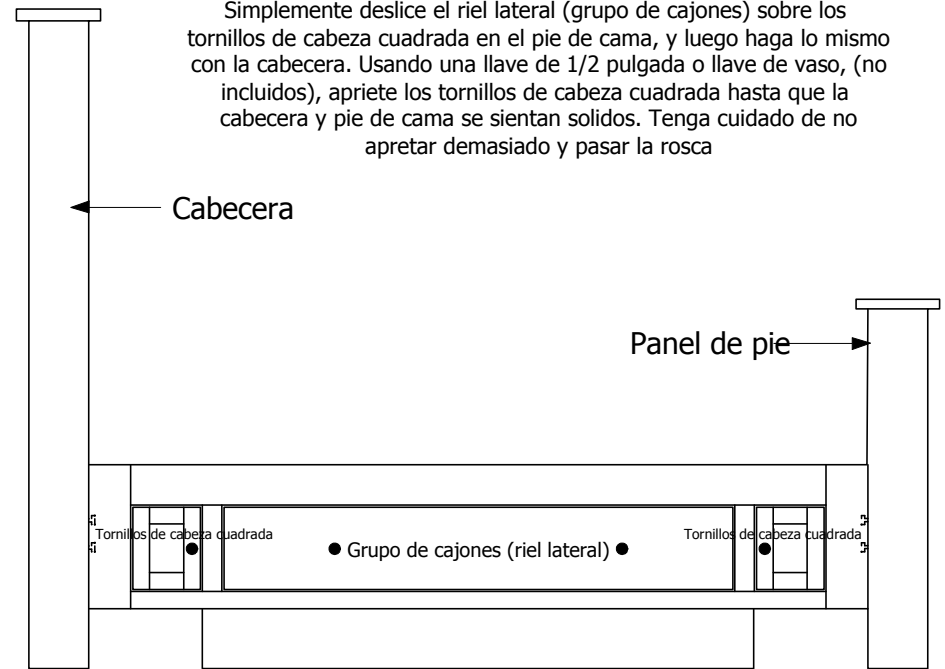 Simplemente deslice el riel lateral (grupo de cajones) sobre los
tornillos de cabeza cuadrada en el pie de cama, y luego haga lo mismo
con la cabecera. Usando una llave de 1/2 pulgada o llave de vaso, (no
incluidos), apriete los tornillos de cabeza cuadrada hasta que la
cabecera y pie de cama se sientan solidos. Tenga cuidado de no
apretar demasiado y pasar la rosca
Cabecera
Panel de pie
Tornillos de cabeza cuadrada
Grupo de cajones (riel lateral)
Tornillos de cabeza cuadrada